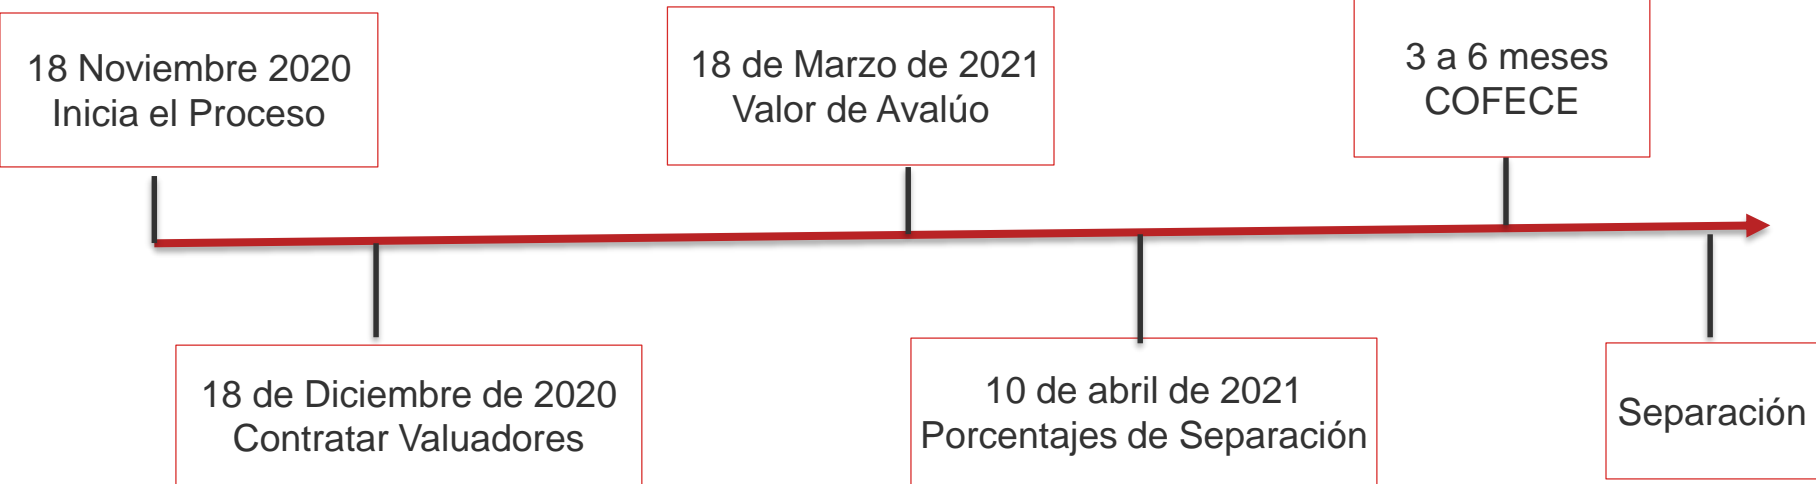 18 Noviembre 2020
Inicia el Proceso
18 de Marzo de 2021
Valor de Avalúo
3 a 6 meses
COFECE
18 de Diciembre de 2020
Contratar Valuadores
10 de abril de 2021
Porcentajes de Separación
Separación